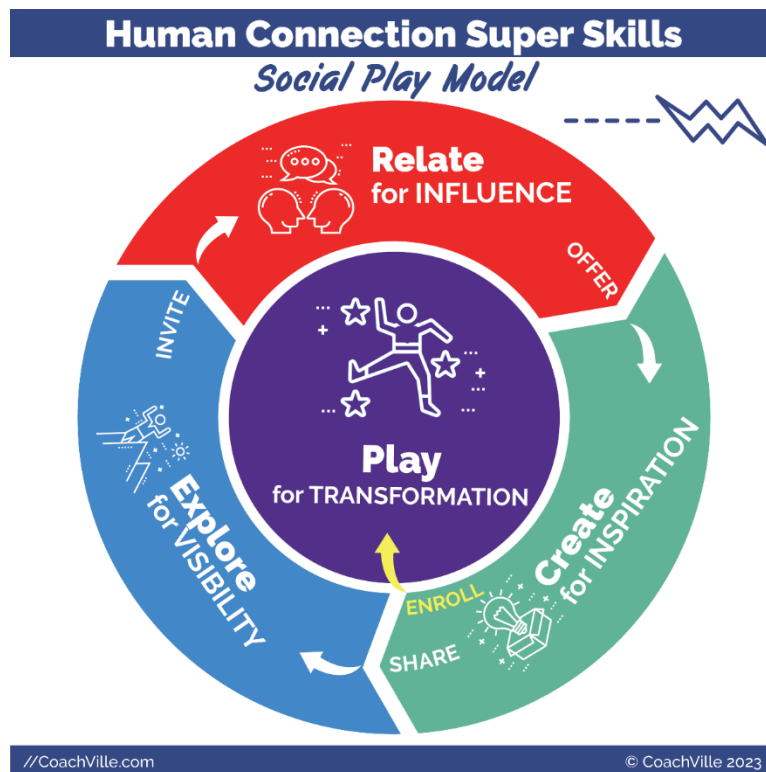 Human Connection Super Skills
Social Play Model
Relate
for INFLUENCE
OFFER
Create
for INSPIRATION
SHARE
ENROLL
Explore
for VISIBILITY
INVITE
Play
for TRANSFORMATION
//CoachVille.com
© CoachVille 2023